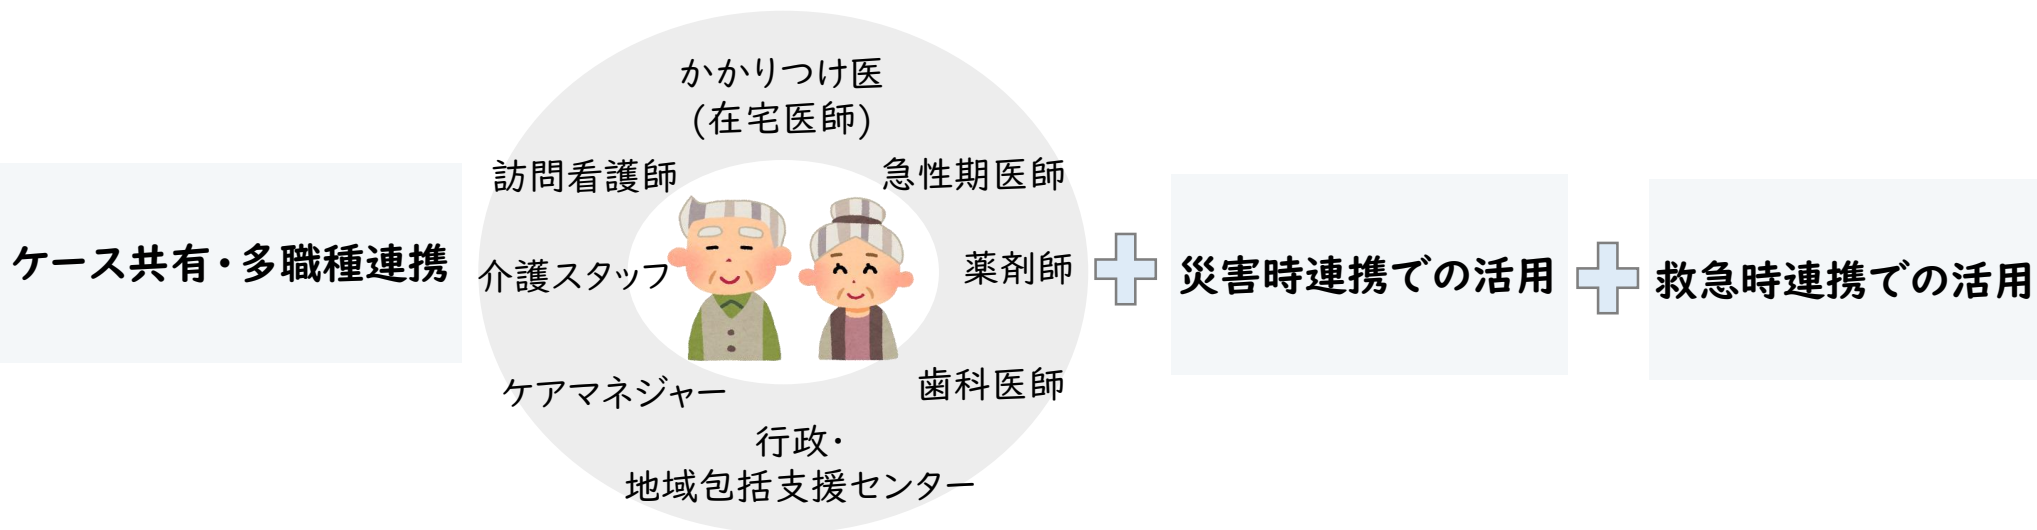 ケース共有・多職種連携
かかりつけ医
(在宅医師)
訪問看護師
急性期医師
介護スタッフ
薬剤師
ケアマネジャー
歯科医師
行政・
地域包括支援センター
災害時連携での活用
救急時連携での活用